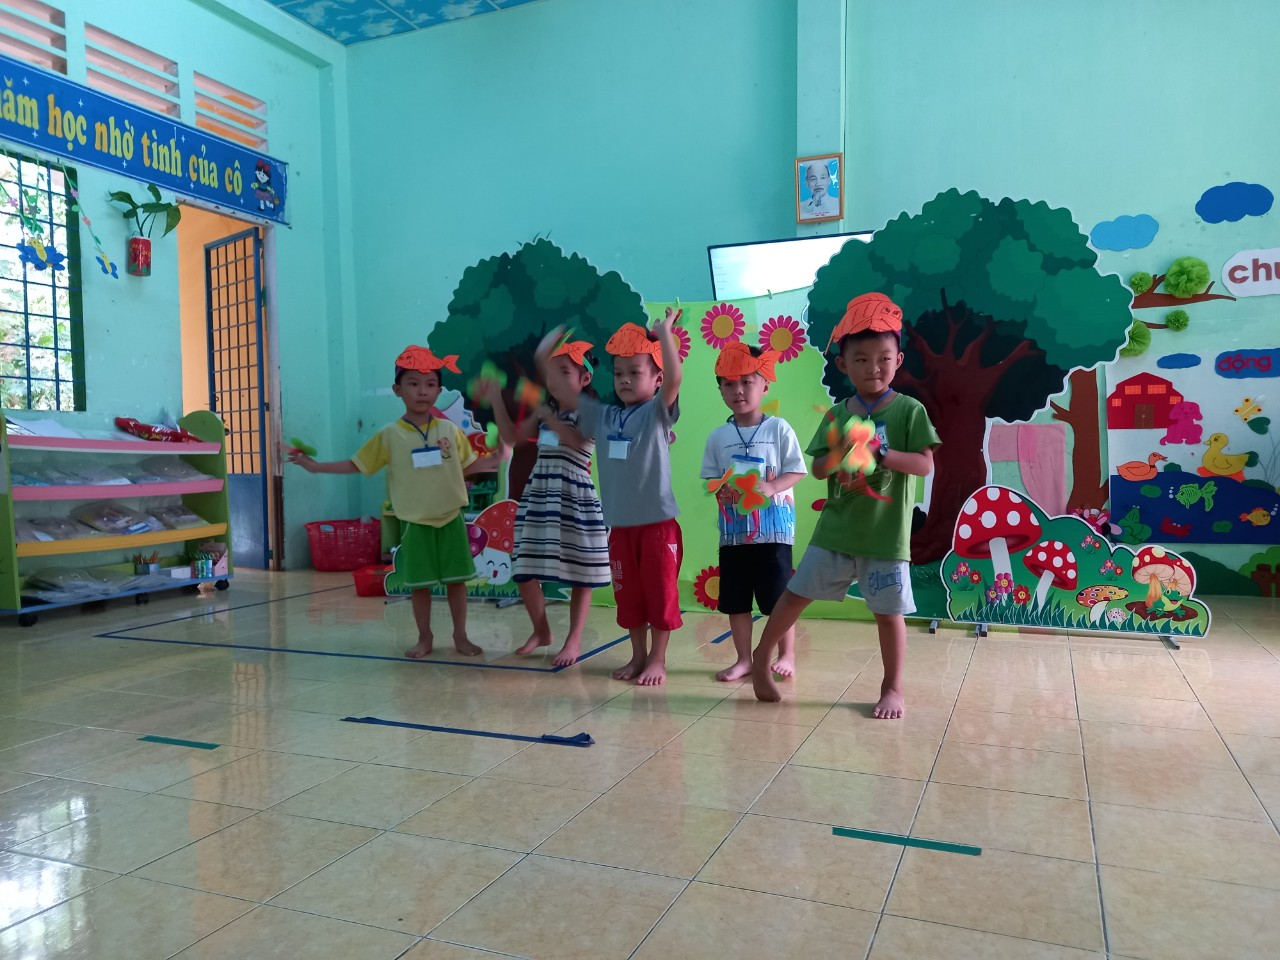 ăm học nhờ tình của cô
chu
động